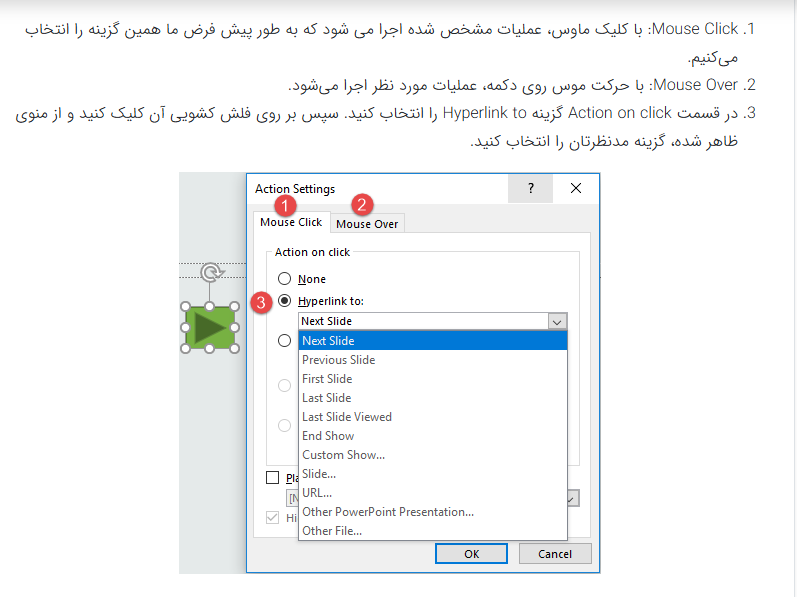 1. Mouse Click: با کلیک ماوس، عملیات مشخص شده اجرا می شود که به طور پیش فرض ما همین گزینه را انتخاب
می‌کنیم.
2. Mouse Over: با حرکت موس روی دکمه، عملیات مورد نظر اجرا می‌شود.
3. در قسمت Action on click گزینه Hyperlink to را انتخاب کنید. سپس بر روی فلش کشویی آن کلیک کنید و از منوی
ظاهر شده، گزینه مدنظرتان را انتخاب کنید.
Action Settings ?
1 2
Mouse Click Mouse Over
Action on click
None
3 Hyperlink to:
Next Slide
Next Slide
Previous Slide
First Slide
Last Slide
Last Slide Viewed
End Show
Custom Show...
Slide...
URL...
Other PowerPoint Presentation...
Other File...
OK Cancel